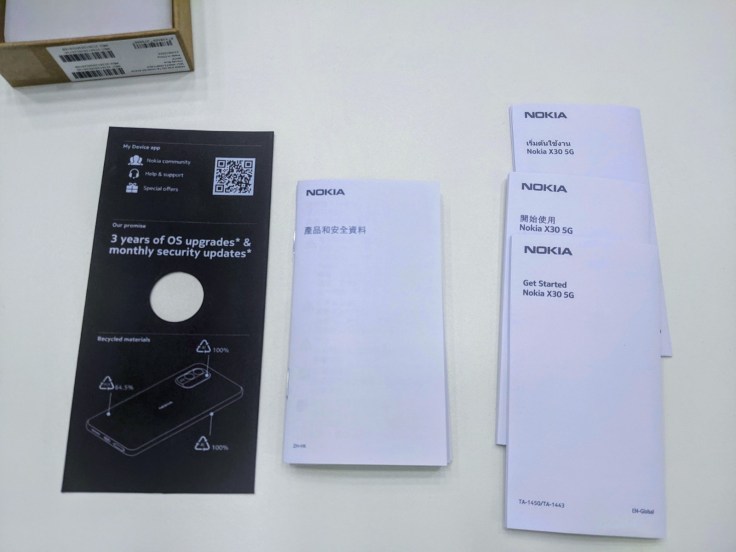 My Device app
Nokia community
Help & support
Special offers
Our promise
3 years of OS upgrades* &
monthly security updates*
Recycled materials
100%
64.5%
NOKIA
100%
NOKIA
產品和安全資料
ZH-HK
NOKIA
เริ่มต้นใช้งาน
Nokia X30 5G
NOKIA
開始使用
Nokia X30 5G
NOKIA
Get Started
Nokia X30 5G
TA-1450/TA-1443
EN-Global